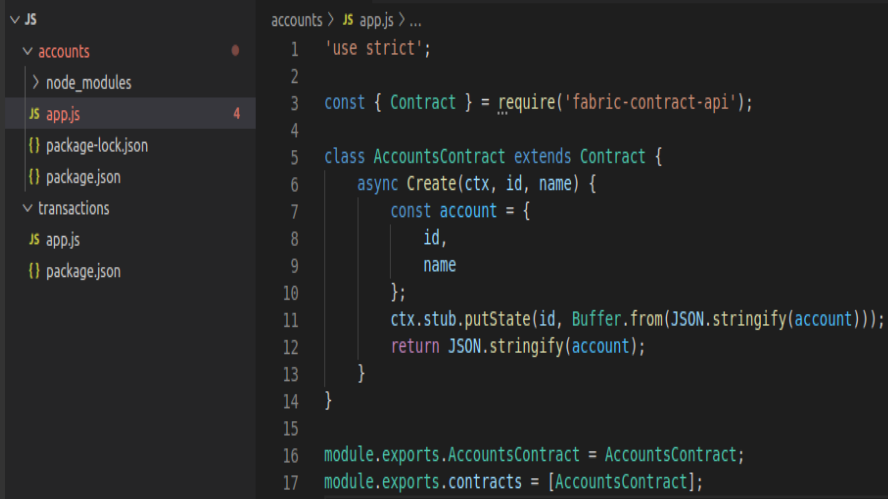 JS
accounts
node_modules
JS app.js 4
{} package-lock.json
{} package.json
transactions
JS app.js
{} package.json
accounts > JS app.js > ...
1 'use strict';
2
3 const { Contract } = require('fabric-contract-api');
4
5 class AccountsContract extends Contract {
6 async Create(ctx, id, name) {
7 const account = {
8 id,
9 name
10 };
11 ctx.stub.putState(id, Buffer.from(JSON.stringify(account)));
12 return JSON.stringify(account);
13 }
14 }
15
16 module.exports.AccountsContract = AccountsContract;
17 module.exports.contracts = [AccountsContract];